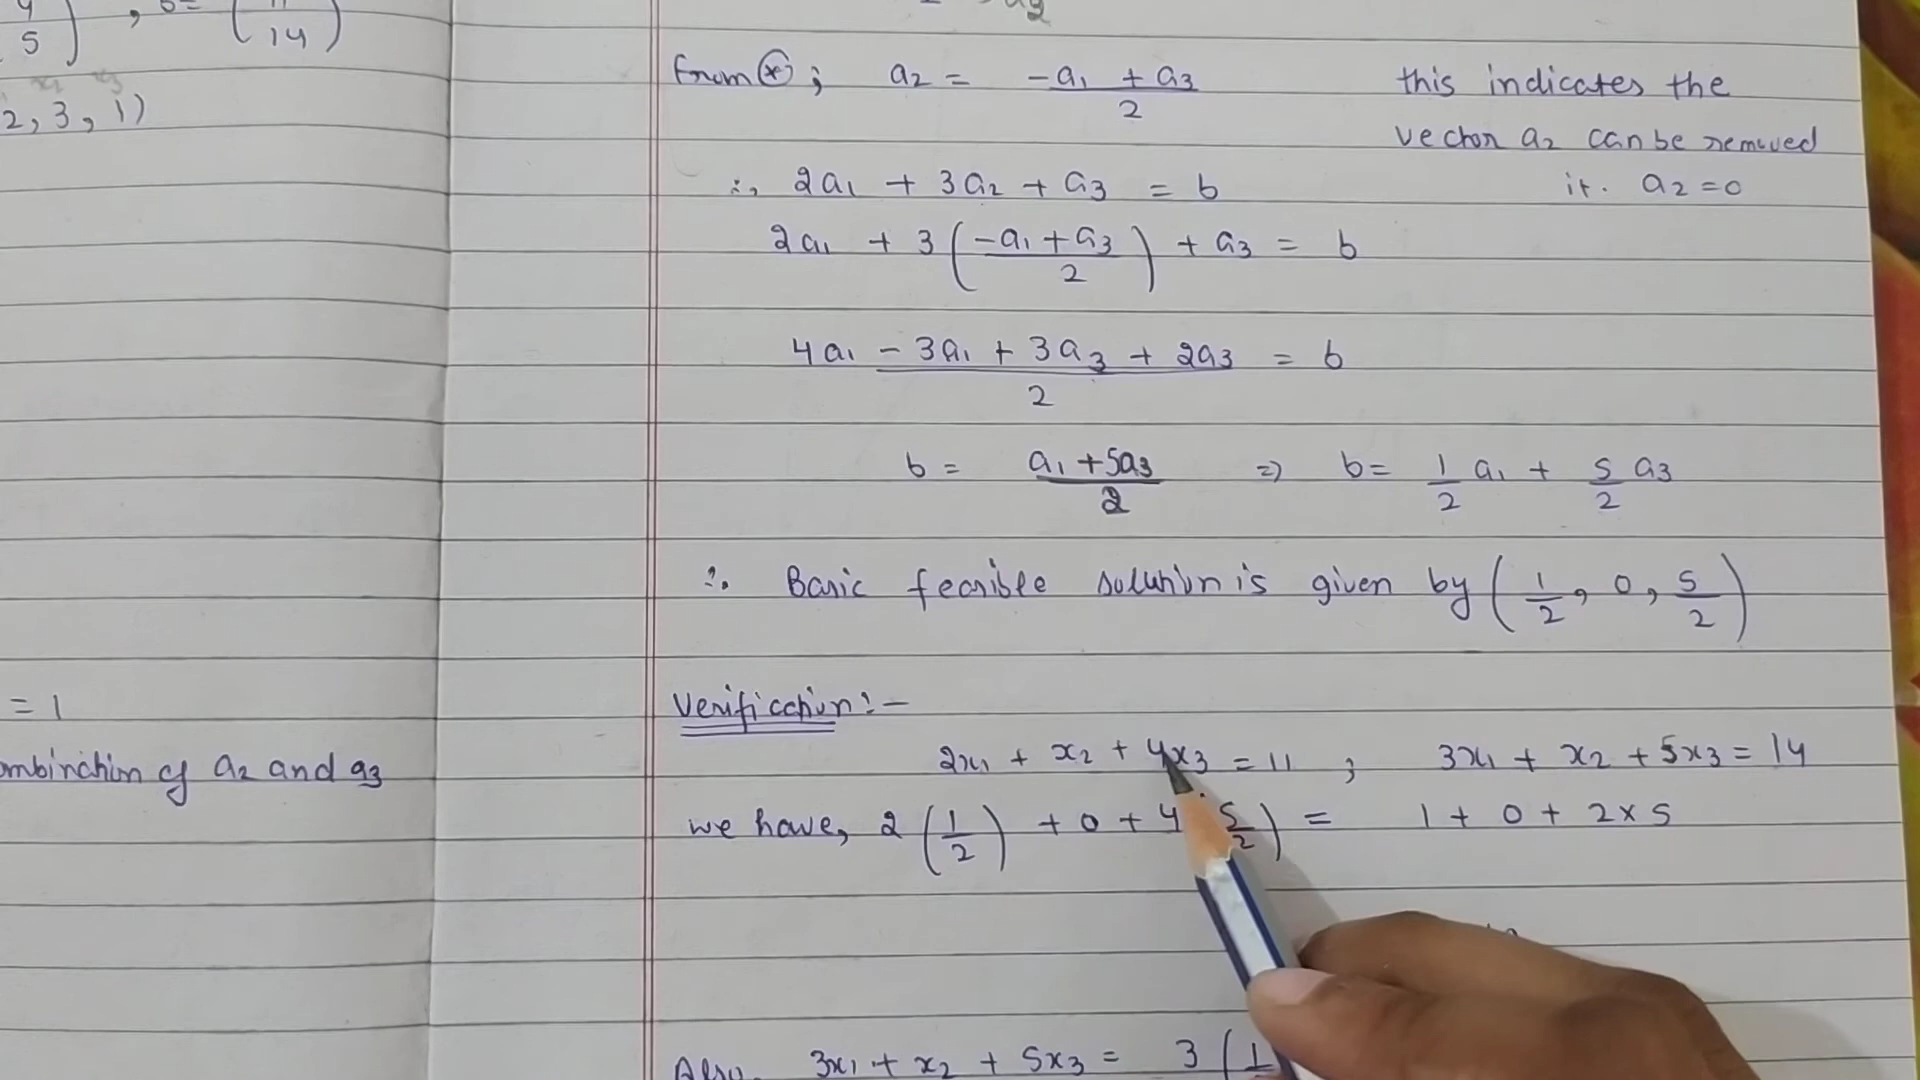 5 , b= 14
2, 3, 1)
= 1
mbination of a2 and a3
From (*); a2 = -a1 + a3 / 2
this indicates the
vector a2 can be removed
ie. a2 = 0
∴ 2a1 + 3a2 + a3 = b
2a1 + 3 ( -a1 + a3 / 2 ) + a3 = b
4a1 - 3a1 + 3a3 + 2a3 / 2 = b
b = a1 + 5a3 / 2 ⇒ b = 1/2 a1 + 5/2 a3
∴ Basic feasible solution is given by ( 1/2, 0, 5/2 )
Verification:-
2x1 + x2 + 4x3 = 11 ; 3x1 + x2 + 5x3 = 14
we have, 2 ( 1/2 ) + 0 + 4 5/2 ) = 1 + 0 + 2 × 5
Also, 3x1 + x2 + 5x3 = 3 ( 1